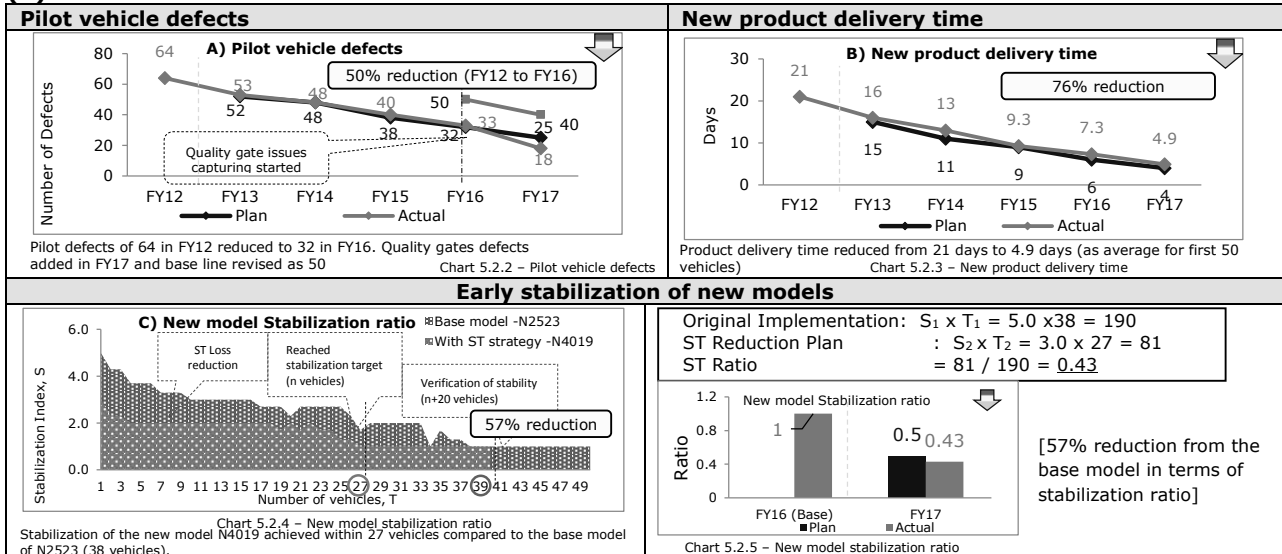 Pilot vehicle defects
New product delivery time
A) Pilot vehicle defects
50% reduction (FY12 to FY16)
Number of Defects
80
60
40
20
0
64
53
52
48
48
40
38
50
33
32
40
25
18
Quality gate issues
capturing started
FY12 FY13 FY14 FY15 FY16 FY17
Plan Actual
Pilot defects of 64 in FY12 reduced to 32 in FY16. Quality gates defects
added in FY17 and base line revised as 50
Chart 5.2.2 – Pilot vehicle defects
B) New product delivery time
76% reduction
Days
30
20
10
0
21
16
15
13
11
9.3
9
7.3
6
4.9
4
FY12 FY13 FY14 FY15 FY16 FY17
Plan Actual
Product delivery time reduced from 21 days to 4.9 days (as average for first 50
vehicles)
Chart 5.2.3 – New product delivery time
Early stabilization of new models
C) New model Stabilization ratio
Base model -N2523
With ST strategy -N4019
Stabilization Index, S
6.0
4.0
2.0
0.0
ST Loss
reduction
Reached
stabilization target
(n vehicles)
Verification of stability
(n+20 vehicles)
57% reduction
1 3 5 7 9 11 13 15 17 19 21 23 25 27 29 31 33 35 37 39 41 43 45 47 49
Number of vehicles, T
Chart 5.2.4 – New model stabilization ratio
Stabilization of the new model N4019 achieved within 27 vehicles compared to the base model
of N2523 (38 vehicles).
Original Implementation: S₁ x T₁ = 5.0 x38 = 190
ST Reduction Plan : S₂ x T₂ = 3.0 x 27 = 81
ST Ratio = 81 / 190 = 0.43
New model Stabilization ratio
Ratio
1.2
0.8
0.4
0
1
0.5
0.43
FY16 (Base) FY17
Plan Actual
Chart 5.2.5 – New model stabilization ratio
[57% reduction from the
base model in terms of
stabilization ratio]